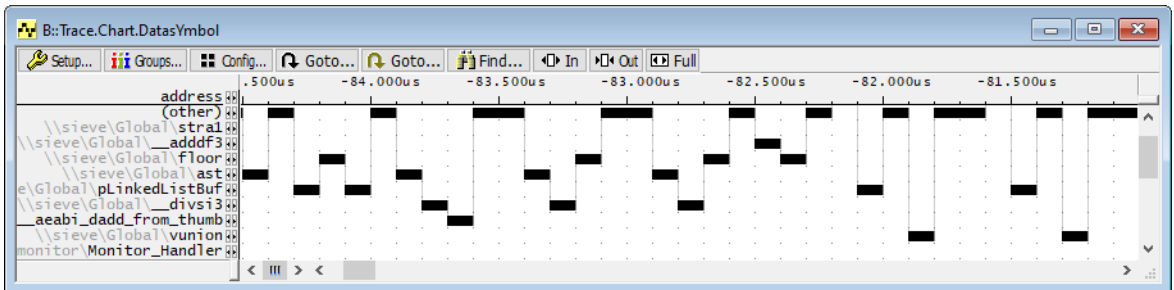 B::Trace.Chart.DatasYmbol
Setup... Groups... Config... Goto... Goto... Find... In Out Full
.500us -84.000us -83.500us -83.000us -82.500us -82.000us -81.500us
address
(other)
\\sieve\Global\stra1
\\sieve\Global\__adddf3
\\sieve\Global\floor
\\sieve\Global\ast
e\Global\pLinkedListBuf
\\sieve\Global\__divsi3
__aeabi_dadd_from_thumb
\\sieve\Global\vunion
monitor\Monitor_Handler